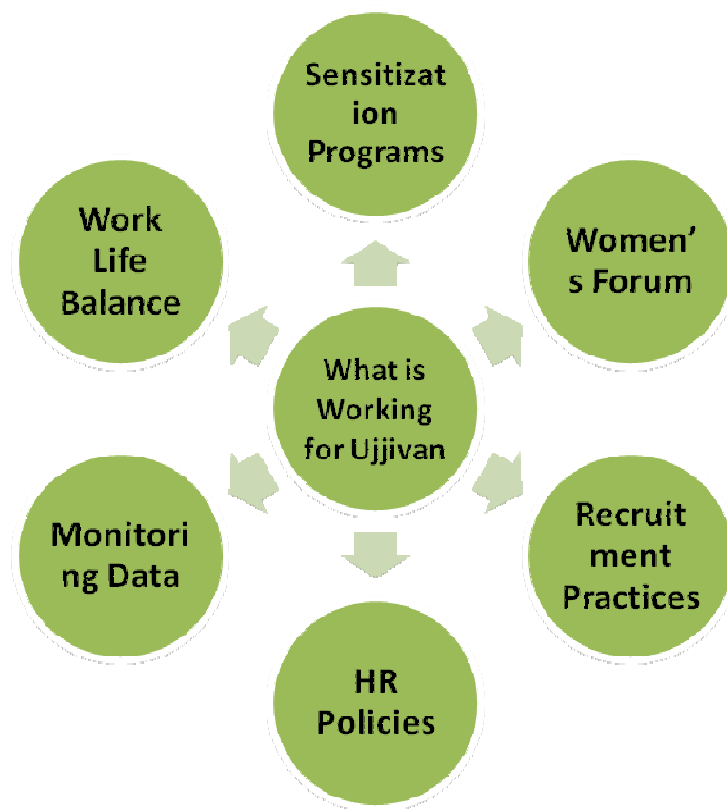 Sensitizat
ion
Programs
Work
Life
Balance
Women’
s Forum
What is
Working
for Ujjivan
Monitori
ng Data
Recruit
ment
Practices
HR
Policies